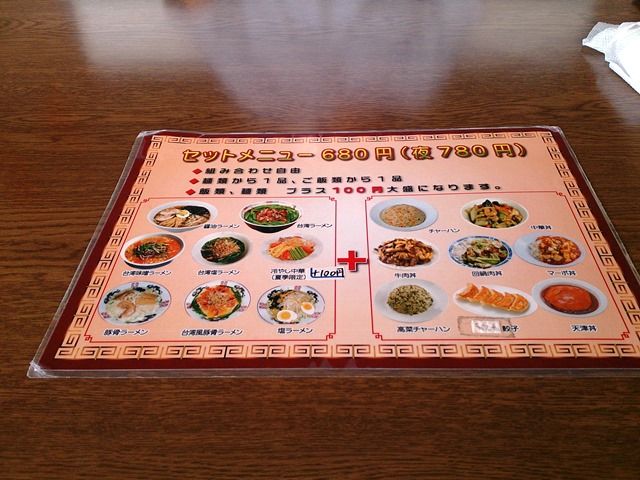 セットメニュー 680円(夜780円)
◆組み合わせ自由
◆麺類から1品、ご飯類から1品
◆飯類、麺類 プラス100円大盛になります。
醤油ラーメン
台湾ラーメン
台湾味噌ラーメン
台湾塩ラーメン
冷やし中華
(夏季限定)
+100円
豚骨ラーメン
台湾風豚骨ラーメン
塩ラーメン
+
チャーハン
中華丼
牛肉丼
回鍋肉丼
マーボ丼
高菜チャーハン
餃子
天津丼